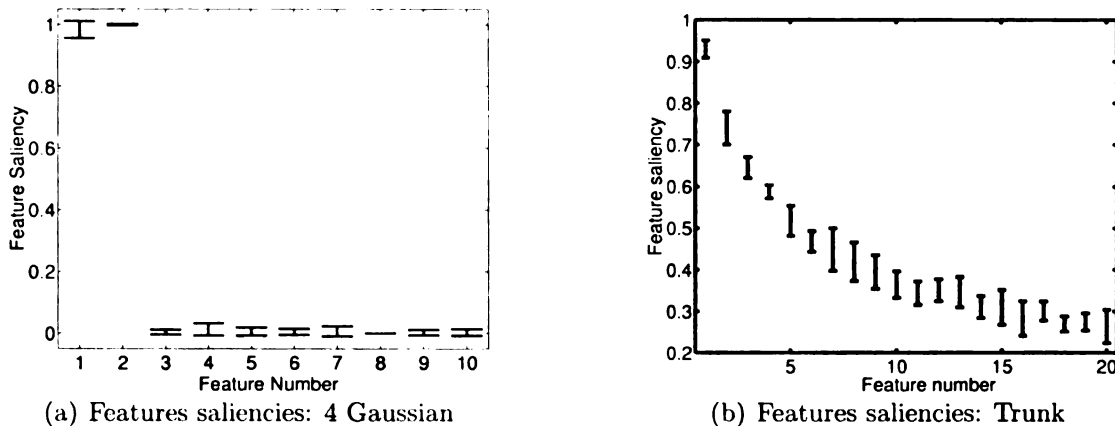 1
0.8
0.6
0.4
0.2
0
Feature Saliency
1 2 3 4 5 6 7 8 9 10
Feature Number
(a) Features saliencies: 4 Gaussian
1
0.9
0.8
0.7
0.6
0.5
0.4
0.3
0.2
Feature saliency
5 10 15 20
Feature number
(b) Features saliencies: Trunk